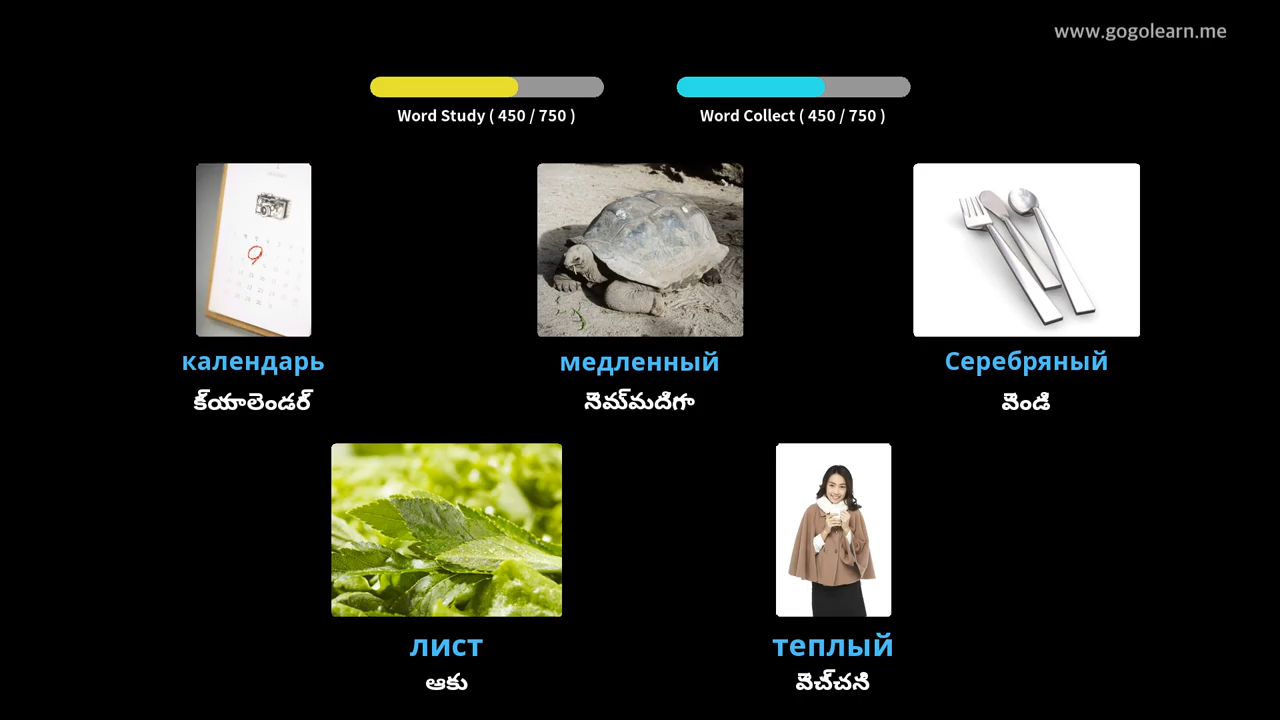 www.gogolearn.me
Word Study ( 450 / 750 )
Word Collect ( 450 / 750 )
календарь
медленный
Серебряный
క్యాలెండర్
నెమ్మదిగా
వెండి
лист
теплый
ఆకు
వెచ్చని